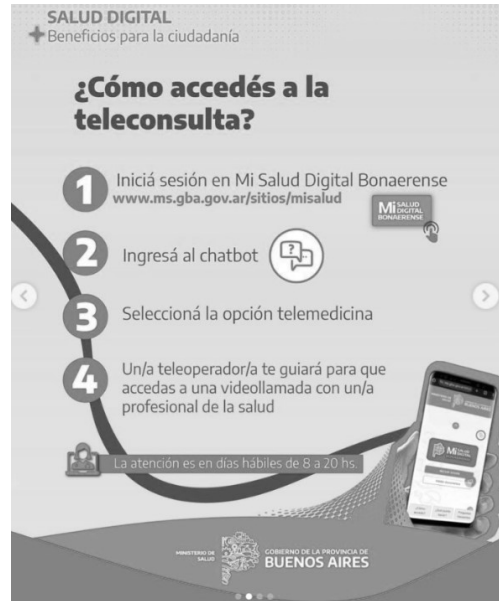 SALUD DIGITAL
Beneficios para la ciudadanía
¿Cómo accedés a la
teleconsulta?
1
Iniciá sesión en Mi Salud Digital Bonaerense
www.ms.gba.gov.ar/sitios/misalud
Mi SALUD
DIGITAL
BONAERENSE
2
Ingresá al chatbot
?
3
Seleccioná la opción telemedicina
4
Un/a teleoperador/a te guiará para que
accedas a una videollamada con un/a
profesional de la salud
La atención es en días hábiles de 8 a 20 hs.
Mi SALUD
DIGITAL
MINISTERIO DE
SALUD
GOBIERNO DE LA PROVINCIA DE
BUENOS AIRES